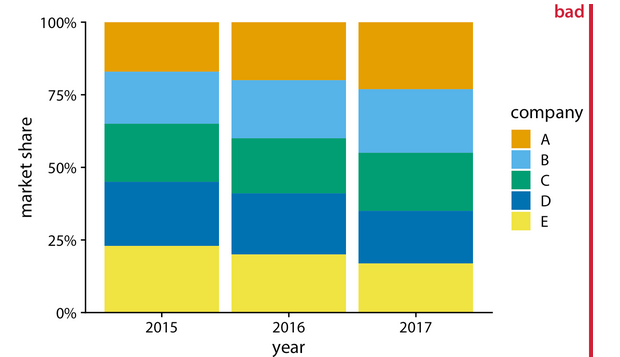 bad
100%
75%
50%
25%
0%
market share
2015 2016 2017
year
company
A
B
C
D
E